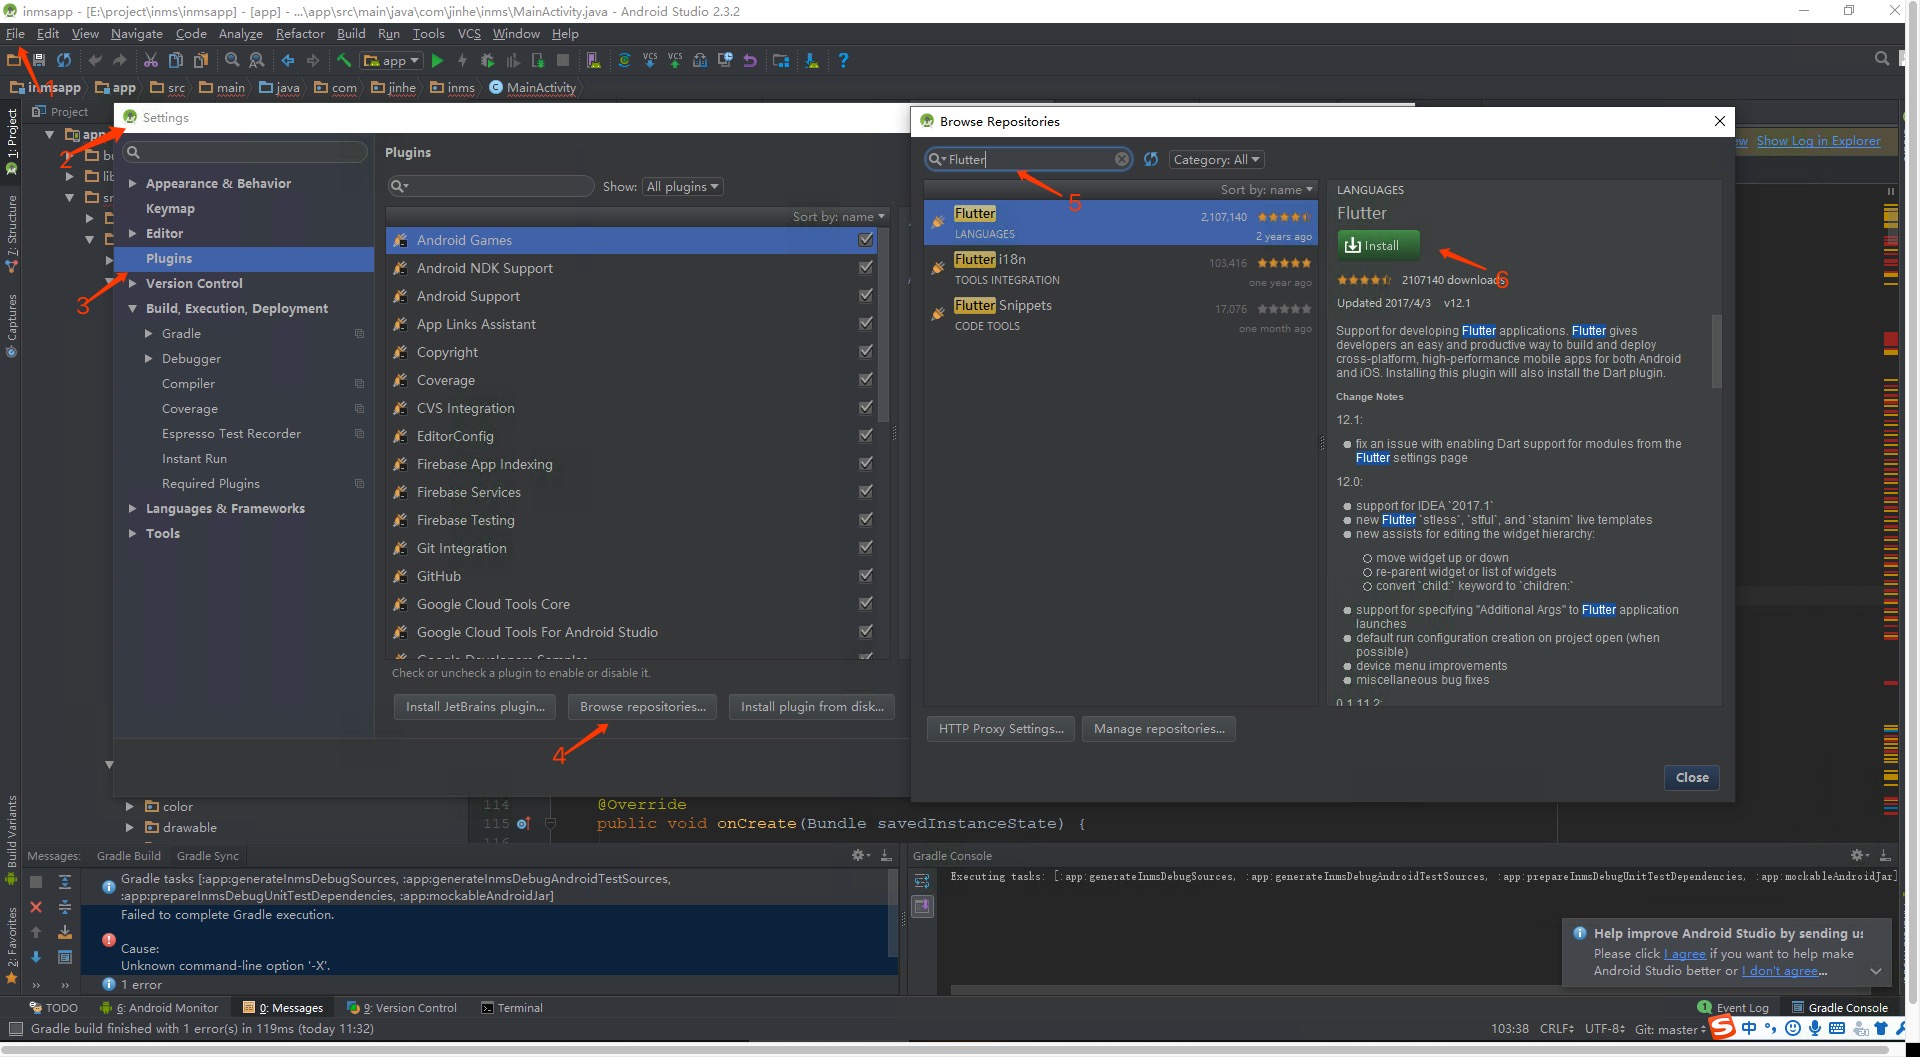 inmsapp - [E:\project\inms\inmsapp] - [app] - ...\app\src\main\java\com\jinhe\inms\MainActivity.java - Android Studio 2.3.2
File Edit View Navigate Code Analyze Refactor Build Run Tools VCS Window Help
app
1
inmsapp app src main java com jinhe inms MainActivity
Project
1: Project
7: Structure
Captures
Build Variants
2: Favorites
app
lib
Settings
2
Appearance & Behavior
Keymap
Editor
Plugins
3
Version Control
Build, Execution, Deployment
Gradle
Debugger
Compiler
Coverage
Espresso Test Recorder
Instant Run
Required Plugins
Languages & Frameworks
Tools
Plugins
Show: All plugins
Sort by: name
Android Games
Android NDK Support
Android Support
App Links Assistant
Copyright
Coverage
CVS Integration
EditorConfig
Firebase App Indexing
Firebase Services
Firebase Testing
Git Integration
GitHub
Google Cloud Tools Core
Google Cloud Tools For Android Studio
Google Developers Samples
Check or uncheck a plugin to enable or disable it.
Install JetBrains plugin... Browse repositories... Install plugin from disk...
4
Browse Repositories
Flutter
Category: All
5
Sort by: name
Flutter 2,107,140
LANGUAGES 2 years ago
Flutter i18n 103,416
TOOLS INTEGRATION one year ago
Flutter Snippets 17,076
CODE TOOLS one month ago
HTTP Proxy Settings... Manage repositories...
LANGUAGES
Flutter
Install
6
2107140 downloads
Updated 2017/4/3 v12.1
Support for developing Flutter applications. Flutter gives
developers an easy and productive way to build and deploy
cross-platform, high-performance mobile apps for both Android
and iOS. Installing this plugin will also install the Dart plugin.
Change Notes
12.1:
fix an issue with enabling Dart support for modules from the
Flutter settings page
12.0:
support for IDEA `2017.1`
new Flutter `stless`, `stful`, and `stanim` live templates
new assists for editing the widget hierarchy:
move widget up or down
re-parent widget or list of widgets
convert `child:` keyword to `children:`
support for specifying "Additional Args" to Flutter application
launches
default run configuration creation on project open (when
possible)
device menu improvements
miscellaneous bug fixes
0.1.11.2:
Close
Show Log in Explorer
color
drawable
114 @Override
115 public void onCreate(Bundle savedInstanceState) {
116
Messages: Gradle Build Gradle Sync
Gradle tasks [:app:generateInmsDebugSources, :app:generateInmsDebugAndroidTestSources,
:app:prepareInmsDebugUnitTestDependencies, :app:mockableAndroidJar]
Failed to complete Gradle execution.
Cause:
Unknown command-line option '-X'.
1 error
Gradle Console
Executing tasks: [:app:generateInmsDebugSources, :app:generateInmsDebugAndroidTestSources, :app:prepareInmsDebugUnitTestDependencies, :app:mockableAndroidJar]
Help improve Android Studio by sending us
Please click I agree if you want to help make
Android Studio better or I don't agree...
TODO 6: Android Monitor 0: Messages 9: Version Control Terminal
1 Event Log Gradle Console
Gradle build finished with 1 error(s) in 119ms (today 11:32)
103:38 CRLF UTF-8 Git: master
中